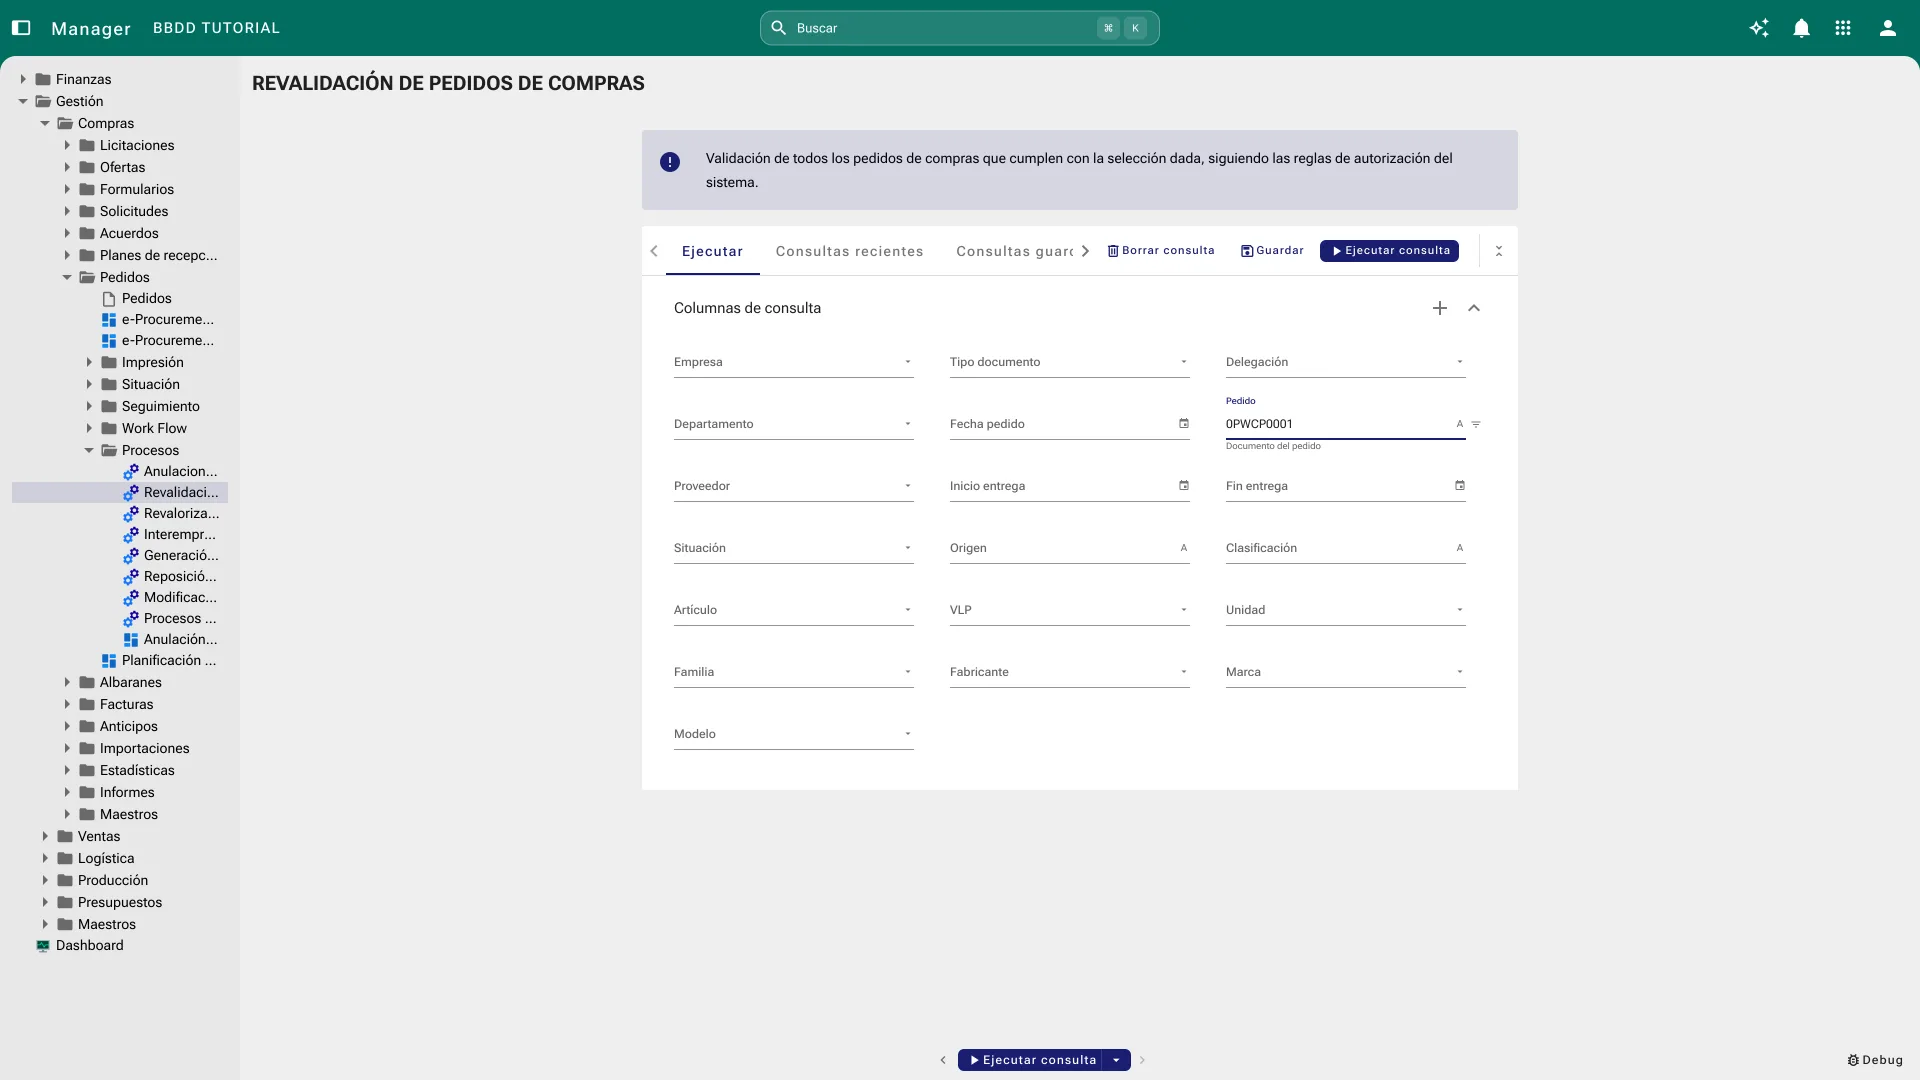 Manager
BBDD TUTORIAL
Buscar
⌘ K
Finanzas
Gestión
Compras
Licitaciones
Ofertas
Formularios
Solicitudes
Acuerdos
Planes de recepc...
Pedidos
Pedidos
e-Procureme...
e-Procureme...
Impresión
Situación
Seguimiento
Work Flow
Procesos
Anulacion...
Revalidaci...
Revaloriza...
Interempr...
Generació...
Reposició...
Modificac...
Procesos ...
Anulación...
Planificación ...
Albaranes
Facturas
Anticipos
Importaciones
Estadísticas
Informes
Maestros
Ventas
Logística
Producción
Presupuestos
Maestros
Dashboard
REVALIDACIÓN DE PEDIDOS DE COMPRAS
Validación de todos los pedidos de compras que cumplen con la selección dada, siguiendo las reglas de autorización del
sistema.
Ejecutar
Consultas recientes
Consultas guard
Borrar consulta
Guardar
Ejecutar consulta
Columnas de consulta
Empresa
Tipo documento
Delegación
Departamento
Fecha pedido
Pedido
0PWCP0001
A
Documento del pedido
Proveedor
Inicio entrega
Fin entrega
Situación
Origen
A
Clasificación
A
Artículo
VLP
Unidad
Familia
Fabricante
Marca
Modelo
Ejecutar consulta
Debug